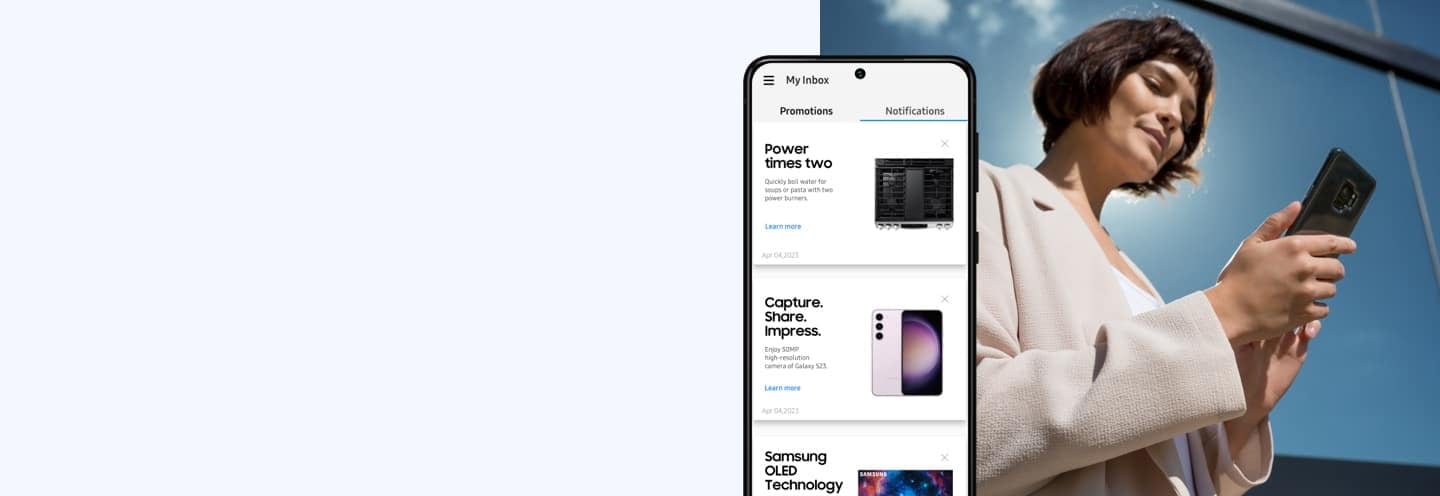 My Inbox
Promotions
Notifications
Power
times two
Quickly boil water for
soups or pasta with two
power burners.
Learn more
Apr 04,2023
Capture.
Share.
Impress.
Enjoy 50MP
high-resolution
camera of Galaxy S23.
Learn more
Apr 04,2023
Samsung
OLED
Technology
SAMSUNG